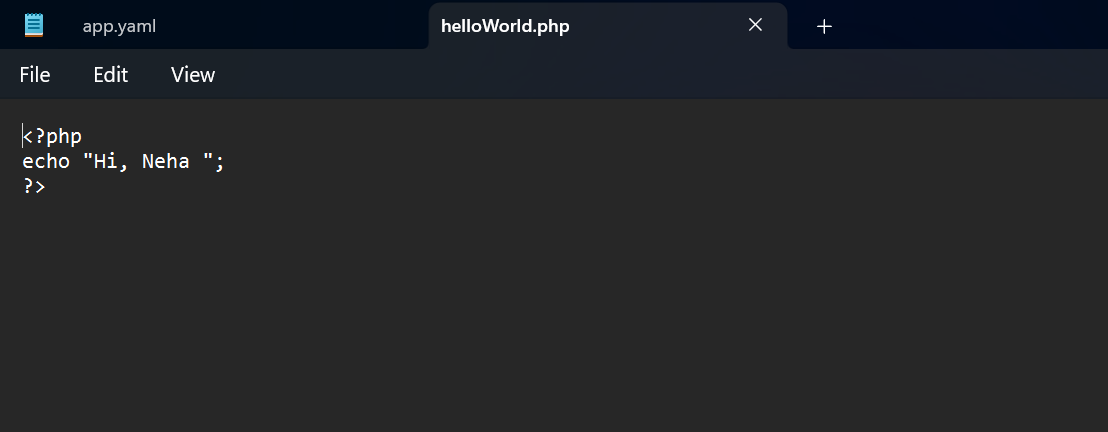 app.yaml helloWorld.php
File Edit View
<?php
echo "Hi, Neha ";
?>